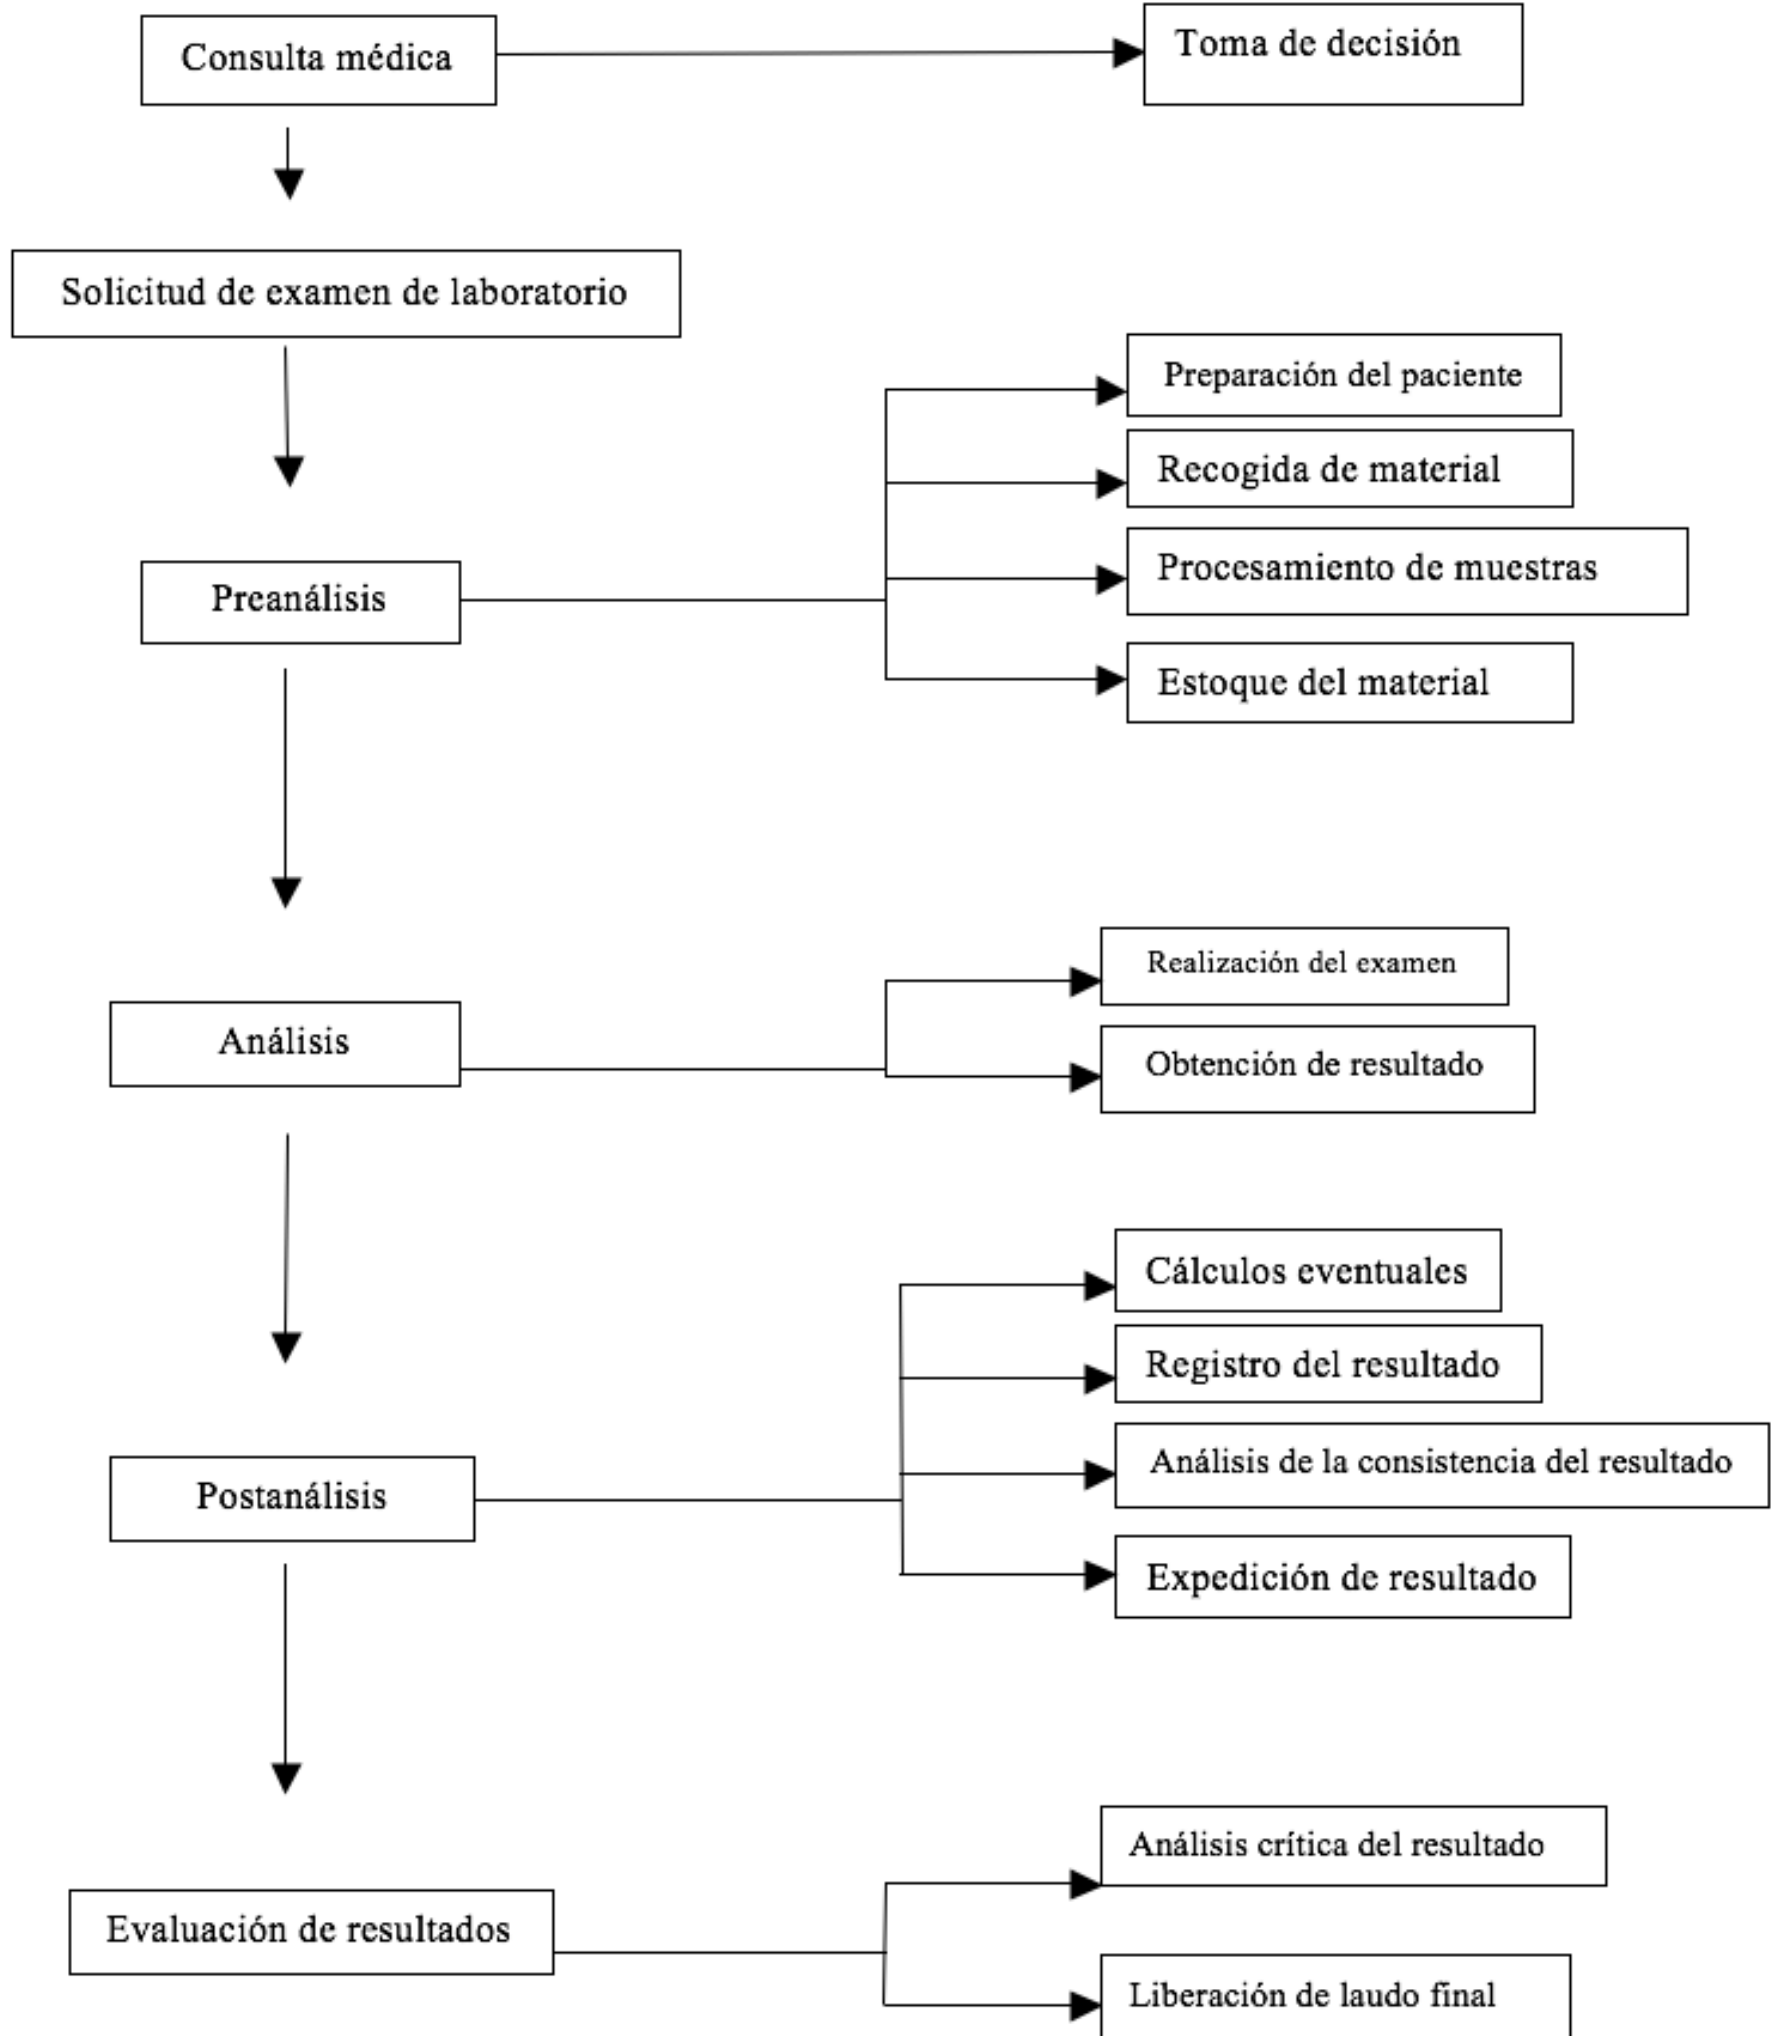 Consulta médica
Toma de decisión
Solicitud de examen de laboratorio
Preparación del paciente
Recogida de material
Procesamiento de muestras
Preanálisis
Estoque del material
Realización del examen
Análisis
Obtención de resultado
Cálculos eventuales
Registro del resultado
Análisis de la consistencia del resultado
Postanálisis
Expedición de resultado
Análisis crítica del resultado
Evaluación de resultados
Liberación de laudo final